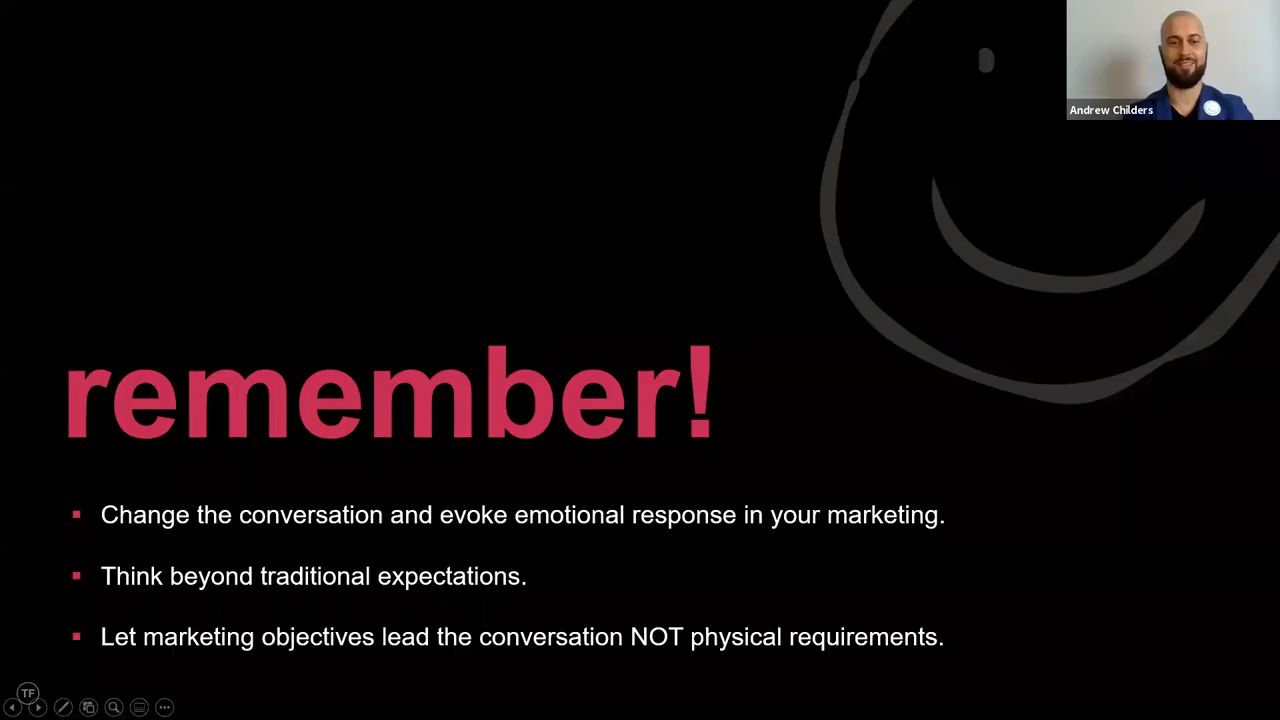 Andrew Childers
remember!
Change the conversation and evoke emotional response in your marketing.
Think beyond traditional expectations.
Let marketing objectives lead the conversation NOT physical requirements.
TF